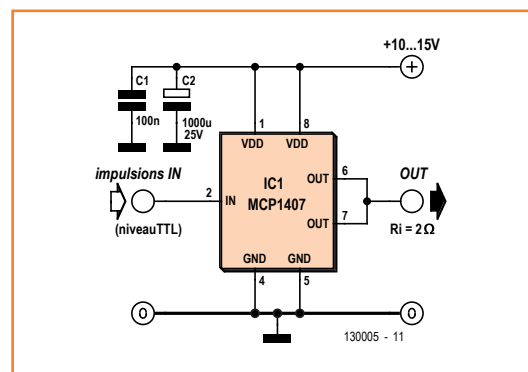 +10...15V
C1
C2
100n
1000u
25V
1
8
VDD
VDD
impulsions IN
2
IN
IC1
MCP1407
OUT
6
OUT
7
OUT
(niveauTTL)
Ri = 2Ω
GND
GND
4
5
0
0
130005 - 11